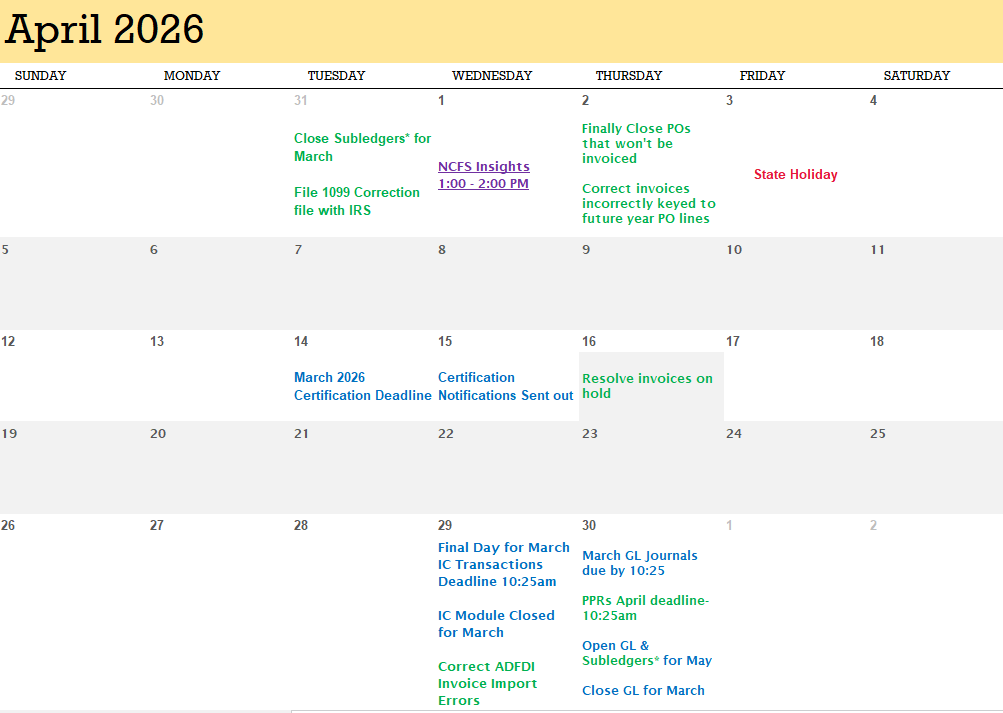 April 2026
SUNDAY MONDAY TUESDAY WEDNESDAY THURSDAY FRIDAY SATURDAY
29 30 31 1 2 3 4
Close Subledgers* for
March
File 1099 Correction
file with IRS
NCFS Insights
1:00 - 2:00 PM
Finally Close POs
that won't be
invoiced
Correct invoices
incorrectly keyed to
future year PO lines
State Holiday
5 6 7 8 9 10 11
12 13 14 15 16 17 18
March 2026
Certification Deadline
Certification
Notifications Sent out
Resolve invoices on
hold
19 20 21 22 23 24 25
26 27 28 29 30 1 2
Final Day for March
IC Transactions
Deadline 10:25am
IC Module Closed
for March
Correct ADFDI
Invoice Import
Errors
March GL Journals
due by 10:25
PPRs April deadline-
10:25am
Open GL &
Subledgers* for May
Close GL for March